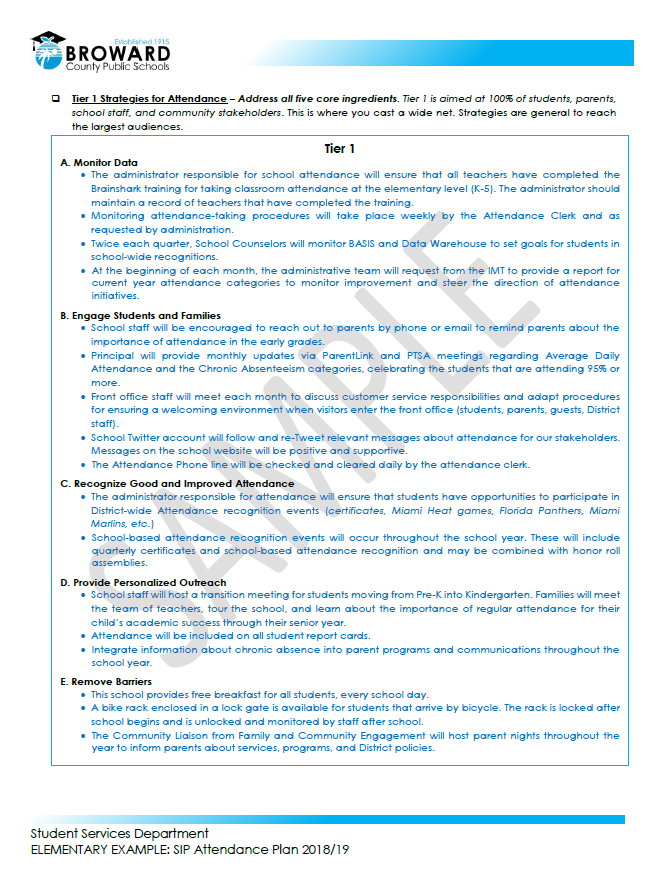 Established 1915
BROWARD
County Public Schools
❑ Tier 1 Strategies for Attendance – Address all five core ingredients. Tier 1 is aimed at 100% of students, parents,
school staff, and community stakeholders. This is where you cast a wide net. Strategies are general to reach
the largest audiences.
Tier 1
A. Monitor Data
• The administrator responsible for school attendance will ensure that all teachers have completed the
Brainshark training for taking classroom attendance at the elementary level (K-5). The administrator should
maintain a record of teachers that have completed the training.
• Monitoring attendance-taking procedures will take place weekly by the Attendance Clerk and as
requested by administration.
• Twice each quarter, School Counselors will monitor BASIS and Data Warehouse to set goals for students in
school-wide recognitions.
• At the beginning of each month, the administrative team will request from the IMT to provide a report for
current year attendance categories to monitor improvement and steer the direction of attendance
initiatives.
B. Engage Students and Families
• School staff will be encouraged to reach out to parents by phone or email to remind parents about the
importance of attendance in the early grades.
• Principal will provide monthly updates via ParentLink and PTSA meetings regarding Average Daily
Attendance and the Chronic Absenteeism categories, celebrating the students that are attending 95% or
more.
• Front office staff will meet each month to discuss customer service responsibilities and adapt procedures
for ensuring a welcoming environment when visitors enter the front office (students, parents, guests, District
staff).
• School Twitter account will follow and re-Tweet relevant messages about attendance for our stakeholders.
Messages on the school website will be positive and supportive.
• The Attendance Phone line will be checked and cleared daily by the attendance clerk.
C. Recognize Good and Improved Attendance
• The administrator responsible for attendance will ensure that students have opportunities to participate in
District-wide Attendance recognition events (certificates, Miami Heat games, Florida Panthers, Miami
Marlins, etc.)
• School-based attendance recognition events will occur throughout the school year. These will include
quarterly certificates and school-based attendance recognition and may be combined with honor roll
assemblies.
D. Provide Personalized Outreach
• School staff will host a transition meeting for students moving from Pre-K into Kindergarten. Families will meet
the team of teachers, tour the school, and learn about the importance of regular attendance for their
child's academic success through their senior year.
• Attendance will be included on all student report cards.
• Integrate information about chronic absence into parent programs and communications throughout the
school year.
E. Remove Barriers
• This school provides free breakfast for all students, every school day.
• A bike rack enclosed in a lock gate is available for students that arrive by bicycle. The rack is locked after
school begins and is unlocked and monitored by staff after school.
• The Community Liaison from Family and Community Engagement will host parent nights throughout the
year to inform parents about services, programs, and District policies.
SAMPLE
Student Services Department
ELEMENTARY EXAMPLE: SIP Attendance Plan 2018/19